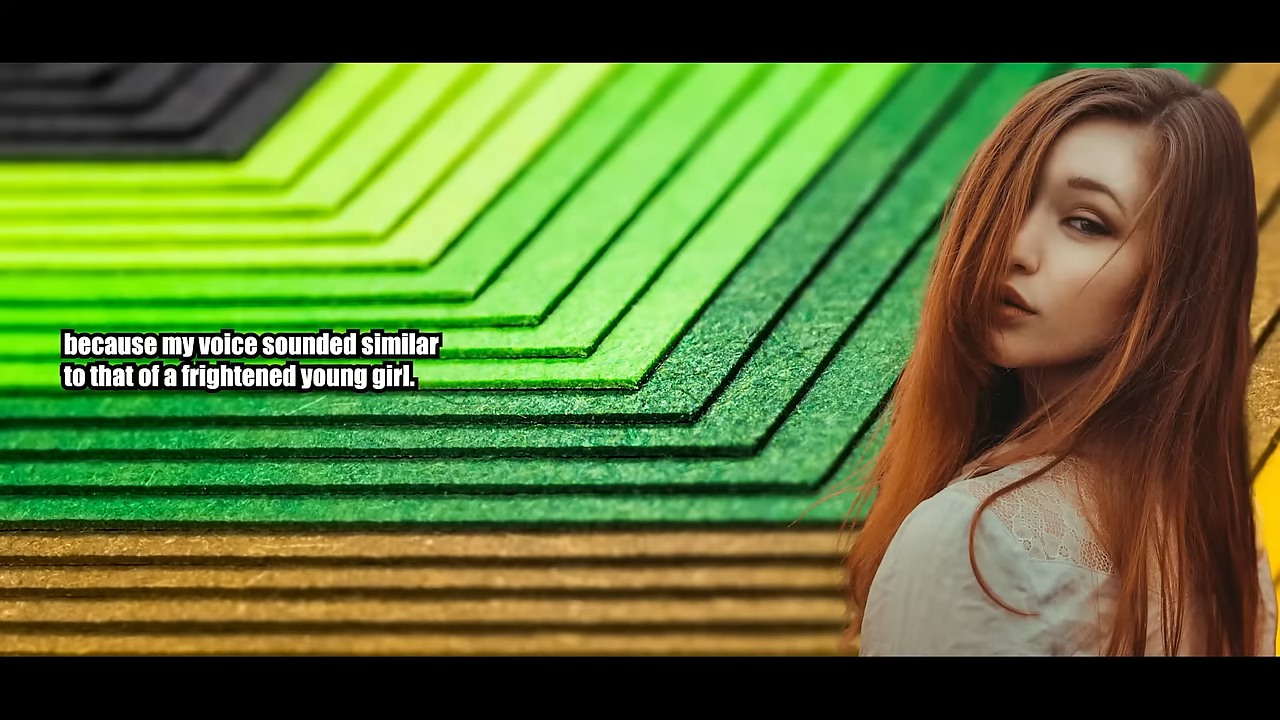 because my voice sounded similar
to that of a frightened young girl.